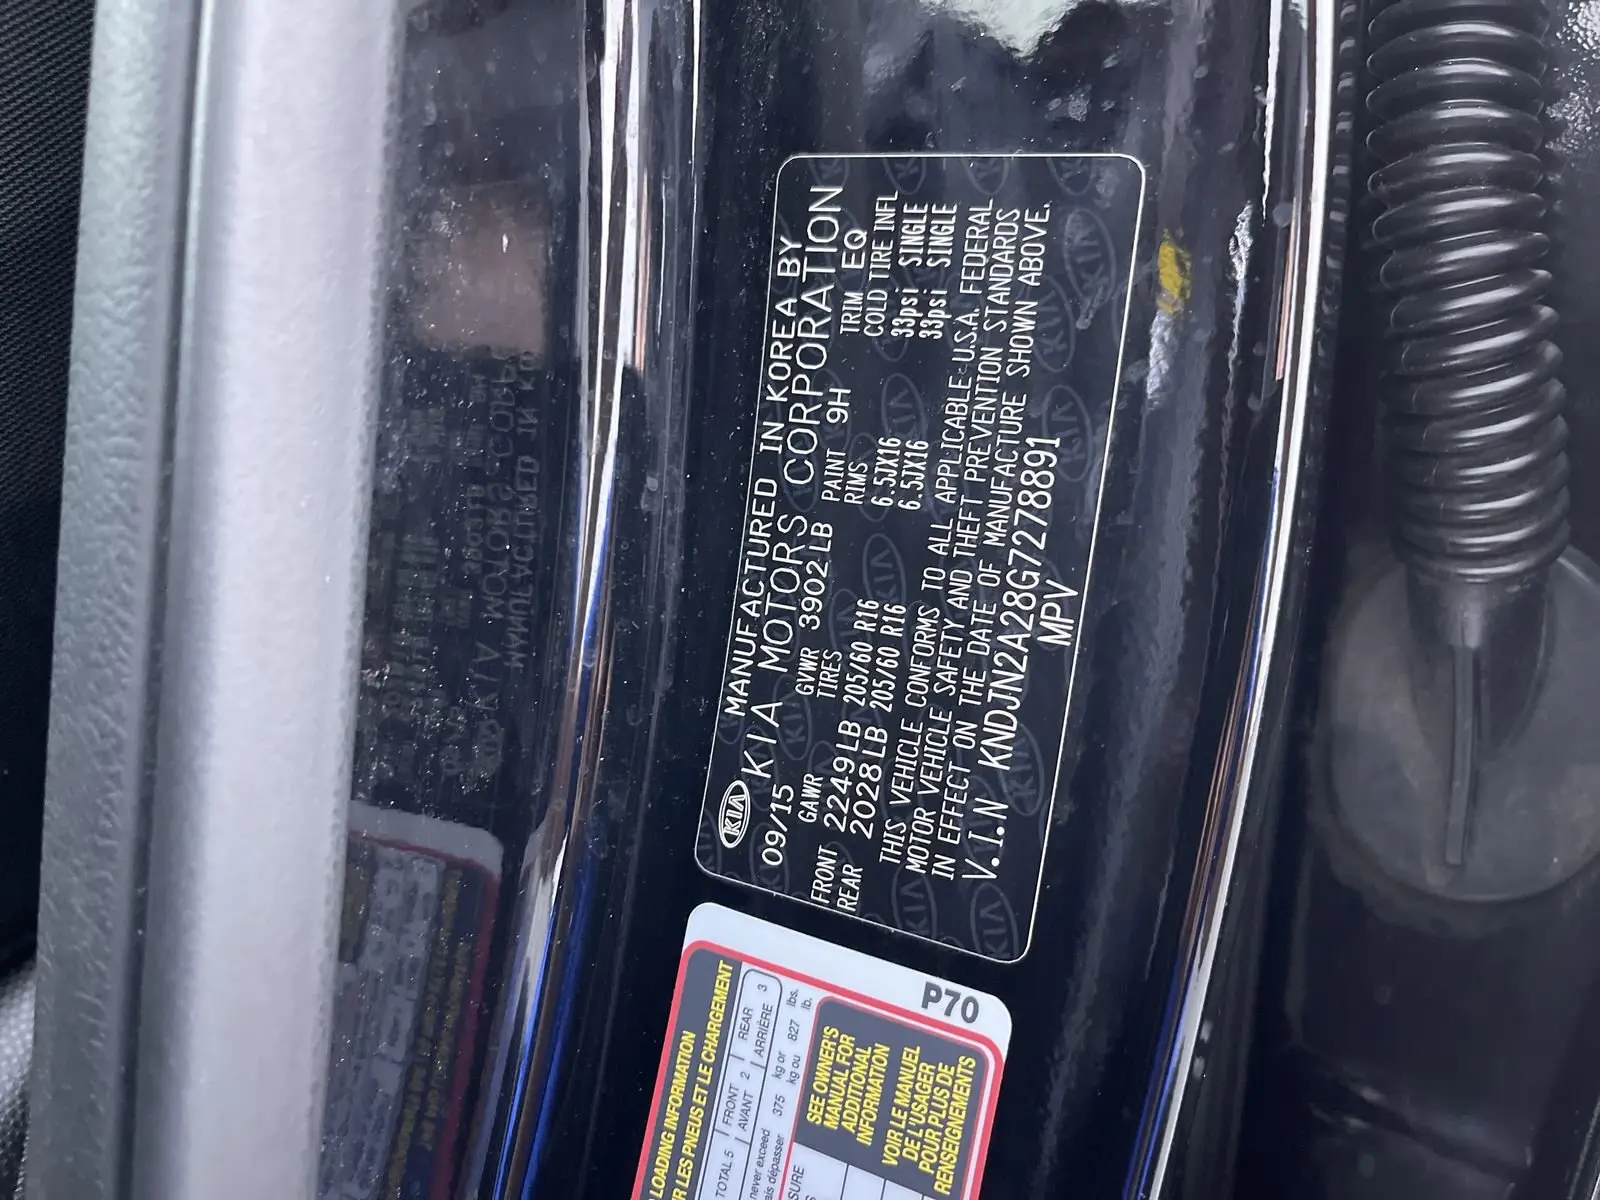 KIA
MANUFACTURED IN KOREA BY
09/15 KIA MOTORS CORPORATION
GAWR GVWR 3902LB PAINT 9H TRIM EQ
TIRES RIMS COLD TIRE INFL
FRONT 2249LB 205/60 R16 6.5JX16 33psi SINGLE
REAR 2028LB 205/60 R16 6.5JX16 33psi SINGLE
THIS VEHICLE CONFORMS TO ALL APPLICABLE U.S.A. FEDERAL
MOTOR VEHICLE SAFETY AND THEFT PREVENTION STANDARDS
IN EFFECT ON THE DATE OF MANUFACTURE SHOWN ABOVE.
V.I.N KNDJN2A28G7278891
MPV
P70
LOADING INFORMATION
LES PNEUS ET LE CHARGEMENT
TOTAL 5 FRONT 2 REAR 3
AVANT ARRIÈRE
never exceed 375 kg or 827 lbs.
dépasser kg ou lb.
SEE OWNER'S
MANUAL FOR
ADDITIONAL
INFORMATION
VOIR LE MANUEL
DE L'USAGER
POUR PLUS DE
RENSEIGNEMENTS